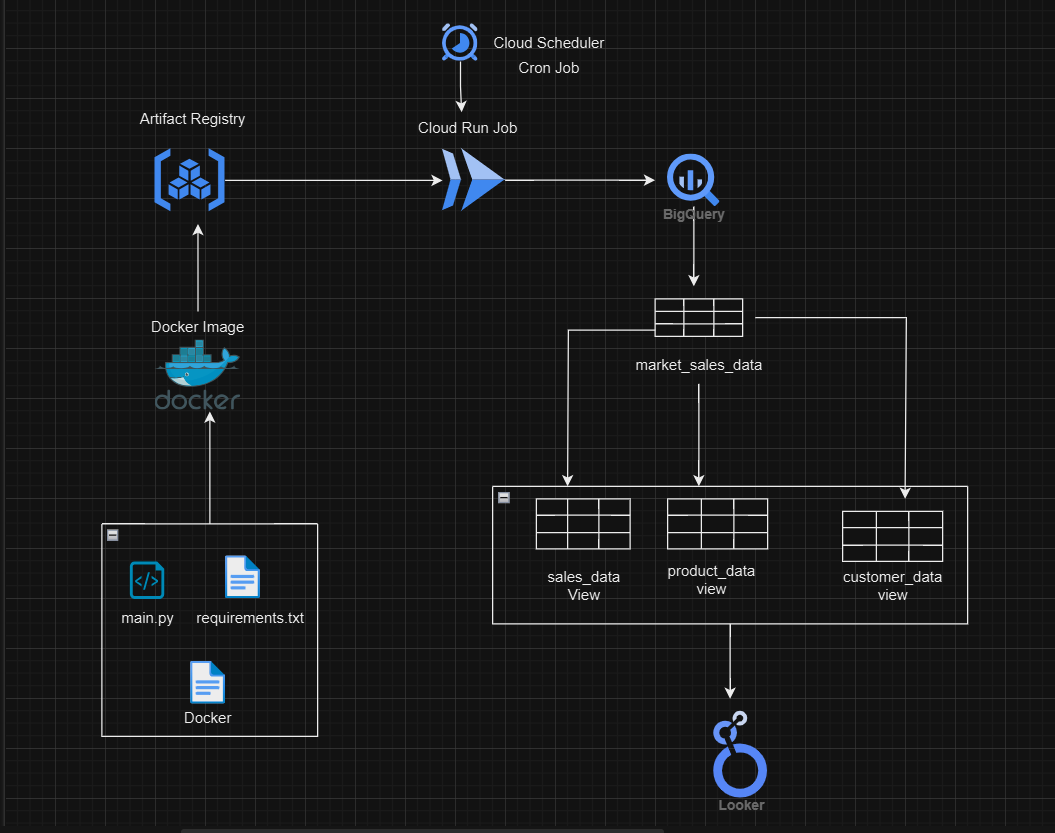 Cloud Scheduler
Cron Job
Artifact Registry
Cloud Run Job
BigQuery
Docker Image
docker
market_sales_data
main.py
requirements.txt
Docker
sales_data
View
product_data
view
customer_data
view
Looker